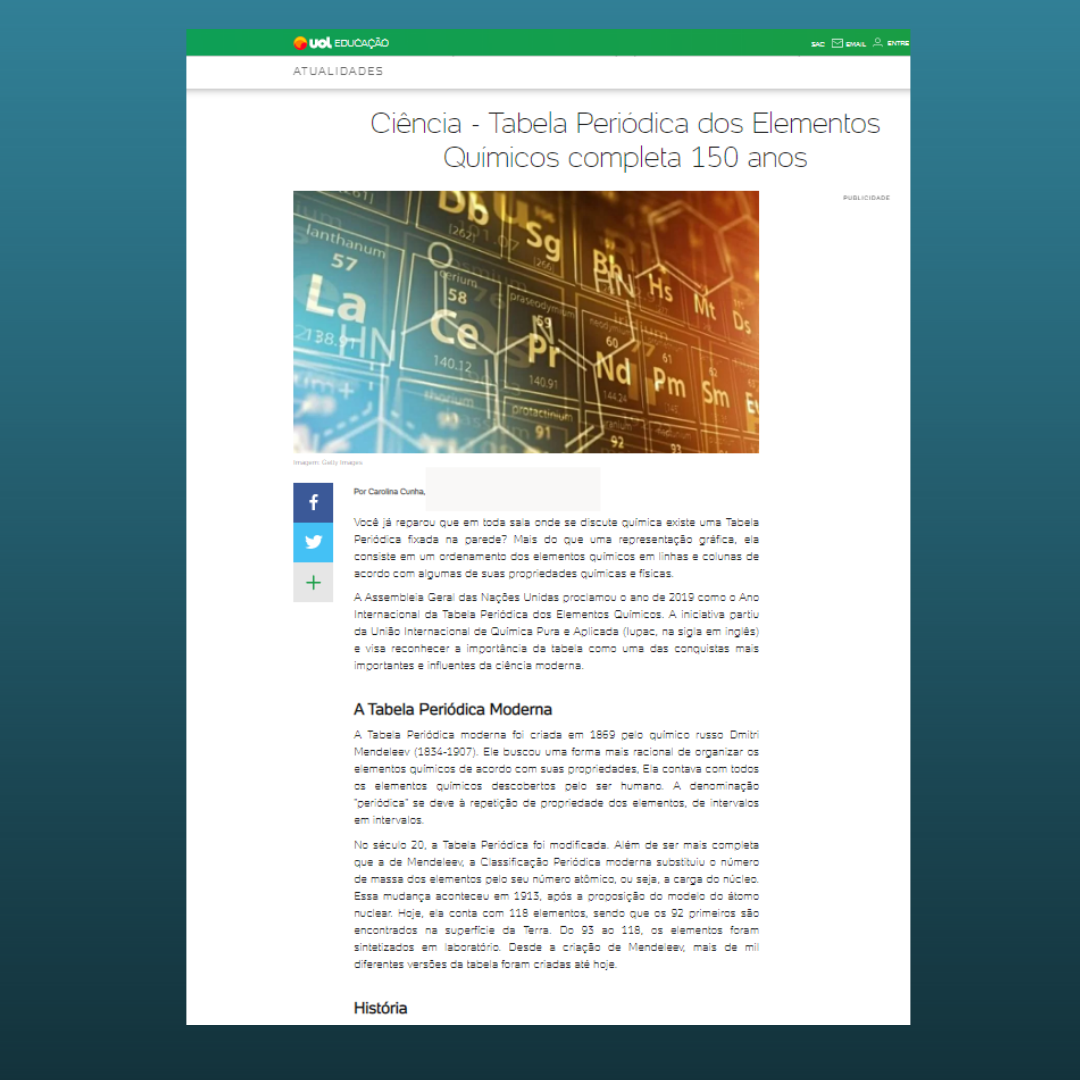 uol EDUCAÇÃO
SAC EMAIL ENTRE
ATUALIDADES
Ciência - Tabela Periódica dos Elementos
Químicos completa 150 anos
PUBLICIDADE
Db
[262]
Sg
Bh
Hs
Mt
Ds
lanthanum
57
La
138.91
cerium
58
Ce
140.12
praseodymium
59
Pr
140.91
60
Nd
144.24
61
Pm
62
Sm
thorium
protactinium
91
92
93
Imagem: Getty Images
Por Carolina Cunha,
Você já reparou que em toda sala onde se discute química existe uma Tabela
Periódica fixada na parede? Mais do que uma representação gráfica, ela
consiste em um ordenamento dos elementos químicos em linhas e colunas de
acordo com algumas de suas propriedades químicas e físicas.
A Assembleia Geral das Nações Unidas proclamou o ano de 2019 como o Ano
Internacional da Tabela Periódica dos Elementos Químicos. A iniciativa partiu
da União Internacional de Química Pura e Aplicada (Iupac, na sigla em inglês)
e visa reconhecer a importância da tabela como uma das conquistas mais
importantes e influentes da ciência moderna.
A Tabela Periódica Moderna
A Tabela Periódica moderna foi criada em 1869 pelo químico russo Dmitri
Mendeleev (1834-1907). Ele buscou uma forma mais racional de organizar os
elementos químicos de acordo com suas propriedades, Ela contava com todos
os elementos químicos descobertos pelo ser humano. A denominação
"periódica" se deve à repetição de propriedade dos elementos, de intervalos
em intervalos.
No século 20, a Tabela Periódica foi modificada. Além de ser mais completa
que a de Mendeleev, a Classificação Periódica moderna substituiu o número
de massa dos elementos pelo seu número atômico, ou seja, a carga do núcleo.
Essa mudança aconteceu em 1913, após a proposição do modelo do átomo
nuclear. Hoje, ela conta com 118 elementos, sendo que os 92 primeiros são
encontrados na superfície da Terra. Do 93 ao 118, os elementos foram
sintetizados em laboratório. Desde a criação de Mendeleev, mais de mil
diferentes versões da tabela foram criadas até hoje.
História